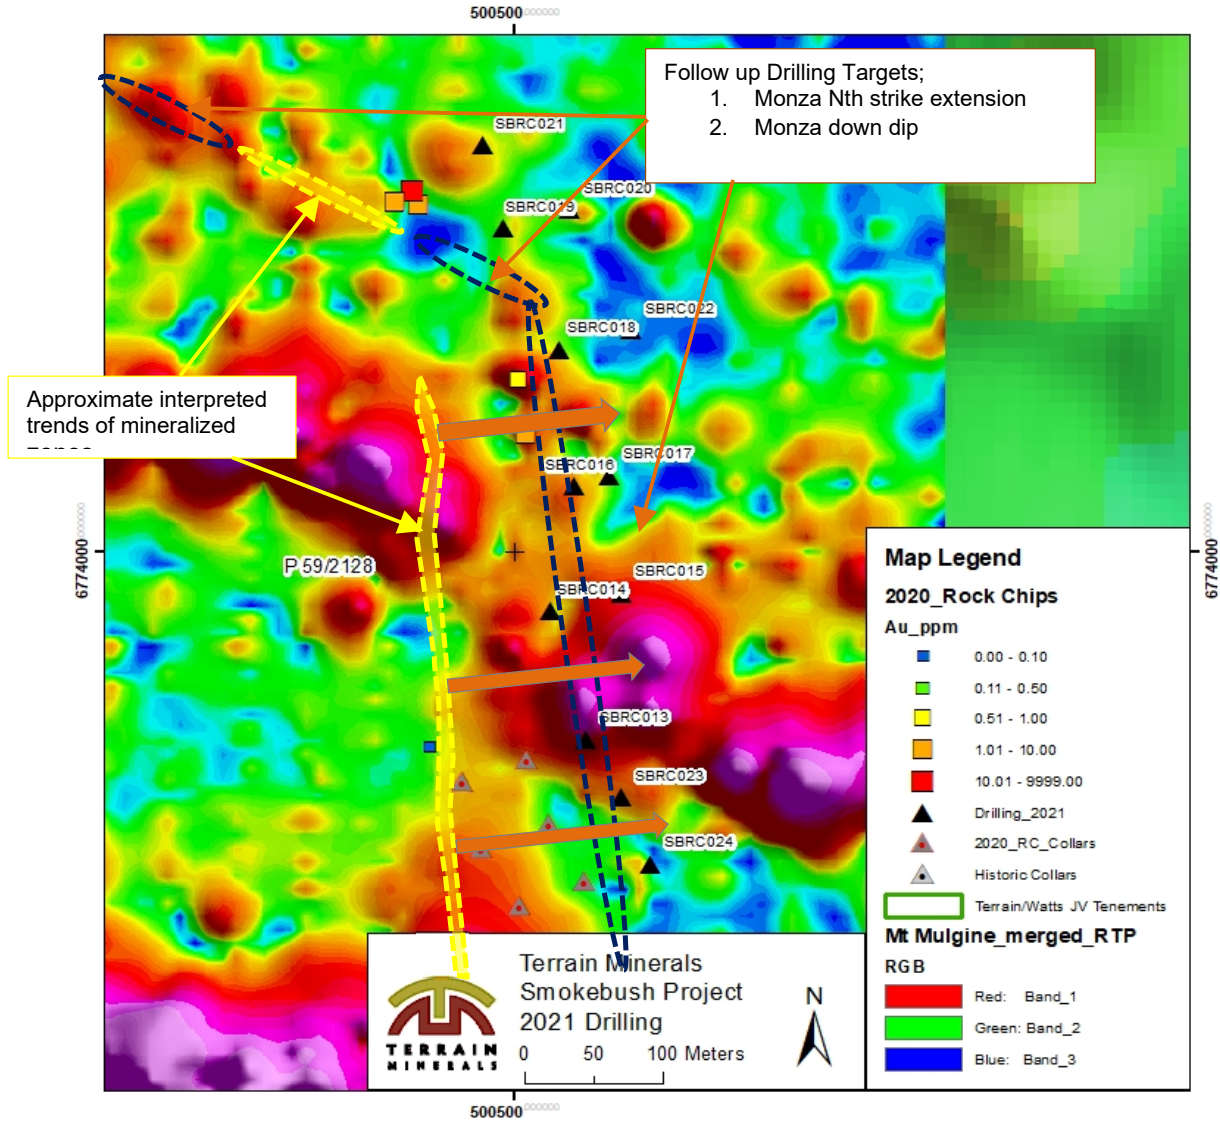 500500.000000
Follow up Drilling Targets;
1. Monza Nth strike extension
2. Monza down dip
SBRC021
SBRC020
SBRC019
SBRC022
SBRC018
Approximate interpreted
trends of mineralized
SBRC017
SBRC016
6774000.000000
6774000.000000
P 59/2128
SBRC015
SBRC014
SBRC013
SBRC023
SBRC024
Map Legend
2020_Rock Chips
Au_ppm
0.00 - 0.10
0.11 - 0.50
0.51 - 1.00
1.01 - 10.00
10.01 - 9999.00
Drilling_2021
2020_RC_Collars
Historic Collars
Terrain/Watts JV Tenements
Mt Mulgine_merged_RTP
RGB
Red: Band_1
Green: Band_2
Blue: Band_3
Terrain Minerals
Smokebush Project
2021 Drilling
0 50 100 Meters
N
TERRAIN
MINERALS
500500.000000